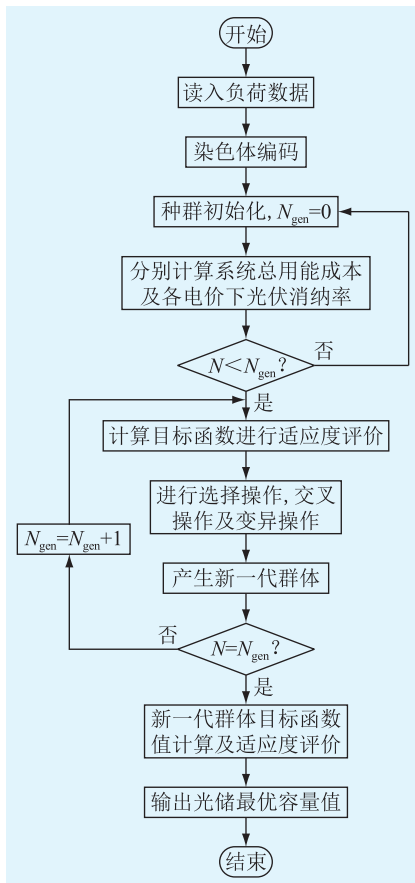 开始
读入负荷数据
染色体编码
种群初始化, Ngen=0
分别计算系统总用能成本
及各电价下光伏消纳率
N<Ngen?
否
是
计算目标函数进行适应度评价
进行选择操作,交叉
操作及变异操作
Ngen=Ngen+1
产生新一代群体
否
N=Ngen?
是
新一代群体目标函数
值计算及适应度评价
输出光储最优容量值
结束